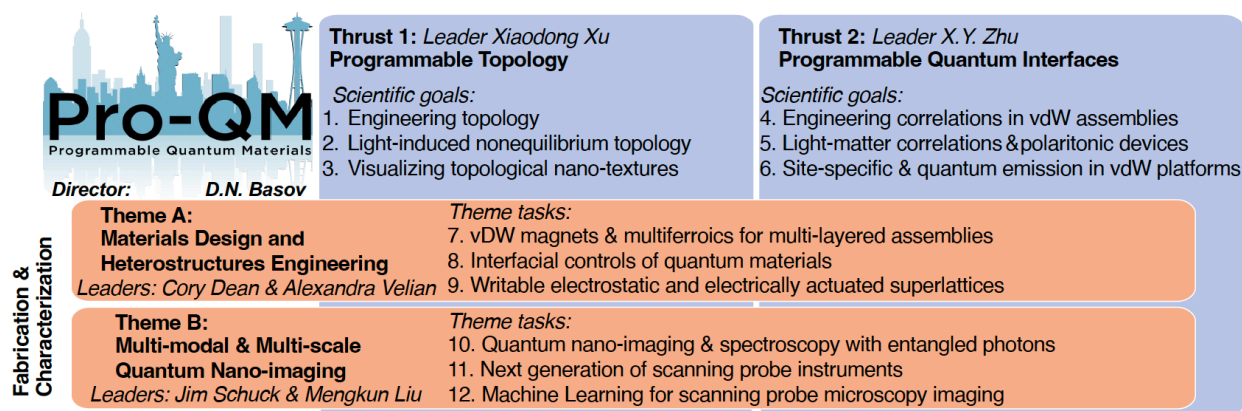 Pro-QM
Programmable Quantum Materials
Director: D.N. Basov
Thrust 1: Leader Xiaodong Xu
Programmable Topology
Scientific goals:
1. Engineering topology
2. Light-induced nonequilibrium topology
3. Visualizing topological nano-textures
Thrust 2: Leader X.Y. Zhu
Programmable Quantum Interfaces
Scientific goals:
4. Engineering correlations in vdW assemblies
5. Light-matter correlations & polaritonic devices
6. Site-specific & quantum emission in vdW platforms
Fabrication &
Characterization
Theme A:
Materials Design and
Heterostructures Engineering
Leaders: Cory Dean & Alexandra Velian
Theme tasks:
7. vDW magnets & multiferroics for multi-layered assemblies
8. Interfacial controls of quantum materials
9. Writable electrostatic and electrically actuated superlattices
Theme B:
Multi-modal & Multi-scale
Quantum Nano-imaging
Leaders: Jim Schuck & Mengkun Liu
Theme tasks:
10. Quantum nano-imaging & spectroscopy with entangled photons
11. Next generation of scanning probe instruments
12. Machine Learning for scanning probe microscopy imaging